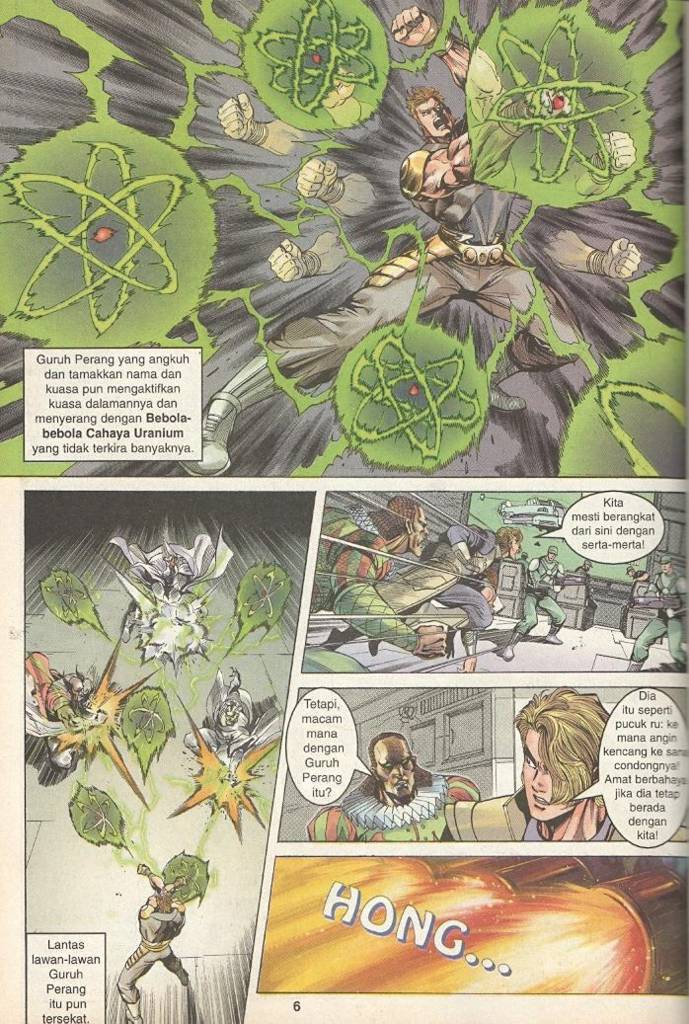 Guruh Perang yang angkuh
dan tamakkan nama dan
kuasa pun mengaktifkan
kuasa dalamannya dan
menyerang dengan Bebola-
bebola Cahaya Uranium
yang tidak terkira banyaknya.
Lantas
lawan-lawan
Guruh
Perang
itu pun
tersekat.
Kita
mesti berangkat
dari sini dengan
serta-merta!
Tetapi,
macam
mana
dengan
Guruh
Perang
itu?
Dia
itu seperti
pucuk ru: ke
mana angin
kencang ke sana
condongnya!
Amat berbahaya
jika dia tetap
berada
dengan
kita!
HONG...
6